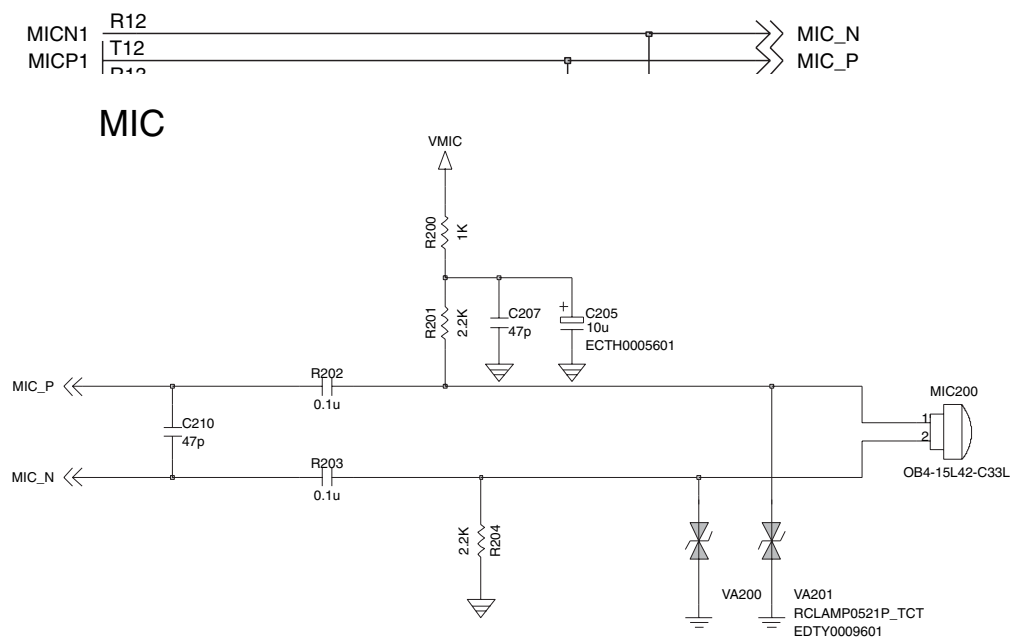 MICN1 R12 MIC_N
MICP1 T12 MIC_P
R13
MIC
VMIC
R200 1K
R201 2.2K
C207
47p
+ C205
10u
ECTH0005601
MIC_P
R202
0.1u
C210
47p
MIC_N
R203
0.1u
2.2K R204
MIC200
1
2
OB4-15L42-C33L
VA200
VA201
RCLAMP0521P_TCT
EDTY0009601